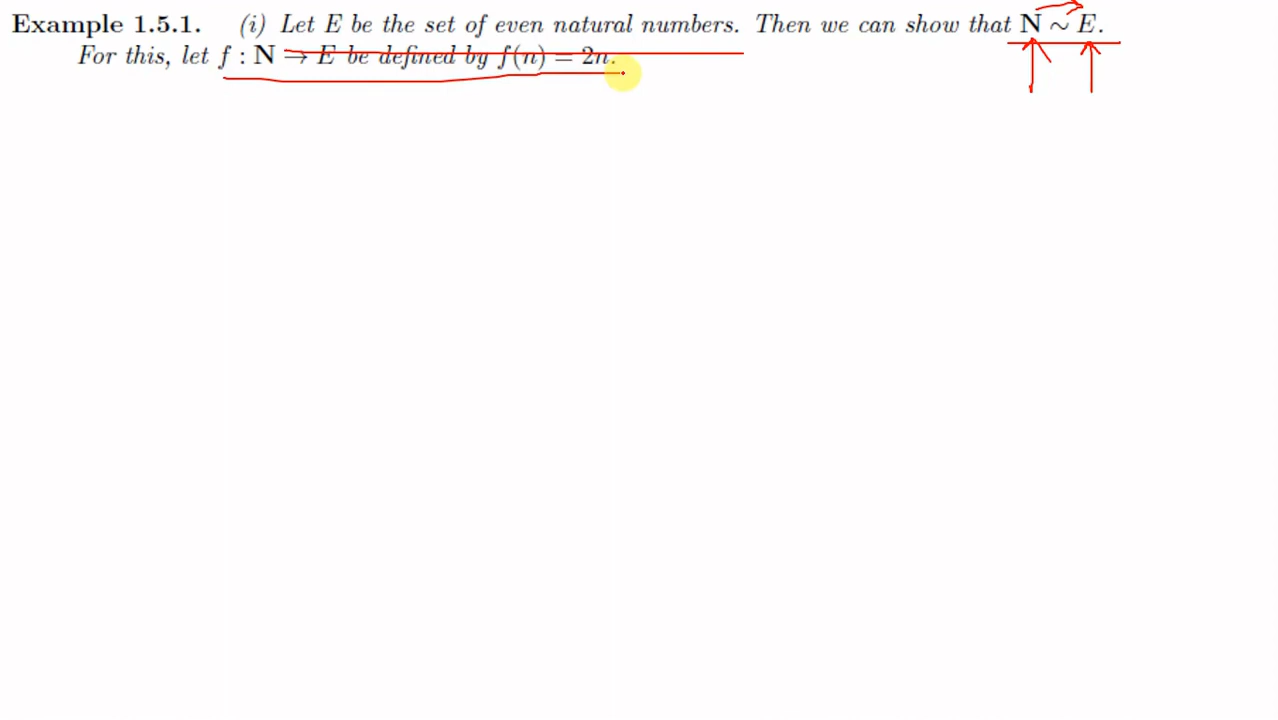 Example 1.5.1. (i) Let E be the set of even natural numbers. Then we can show that N ∼ E.
For this, let f : N → E be defined by f(n) = 2n.